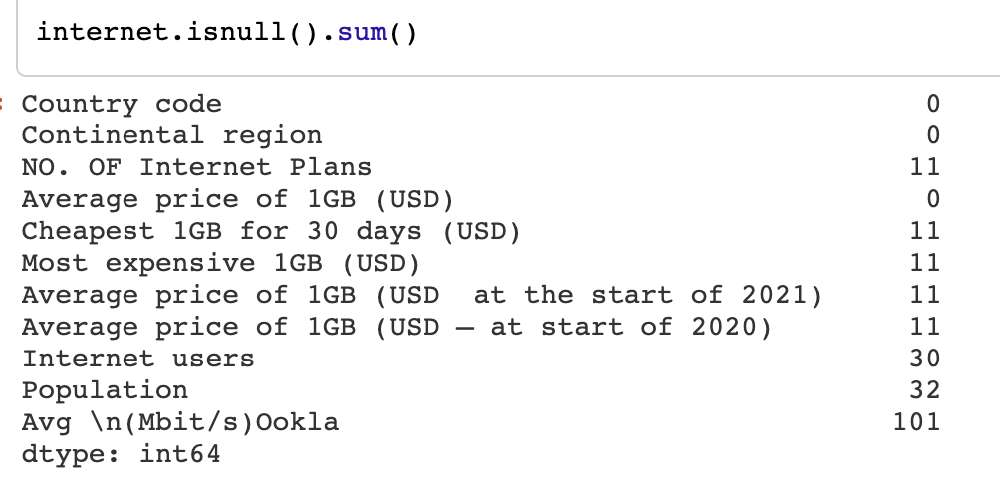 internet.isnull().sum()
Country code 0
Continental region 0
NO. OF Internet Plans 11
Average price of 1GB (USD) 0
Cheapest 1GB for 30 days (USD) 11
Most expensive 1GB (USD) 11
Average price of 1GB (USD  at the start of 2021) 11
Average price of 1GB (USD – at start of 2020) 11
Internet users 30
Population 32
Avg \n(Mbit/s)Ookla 101
dtype: int64